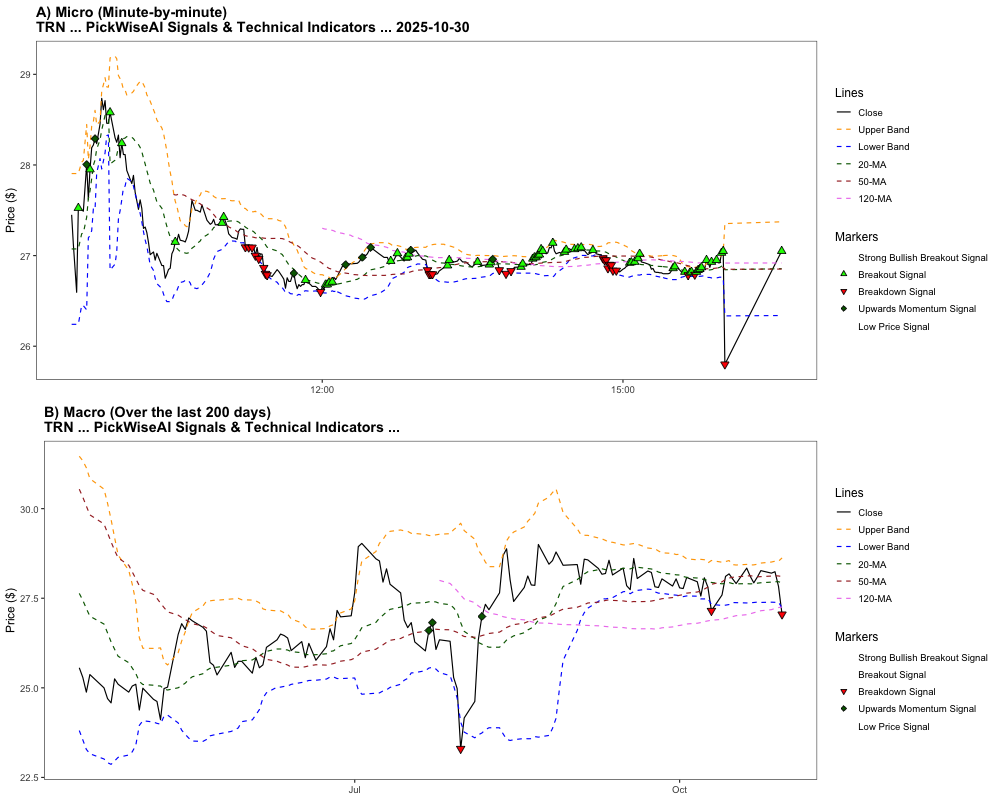 A) Micro (Minute-by-minute)
TRN ... PickWiseAI Signals & Technical Indicators ... 2025-10-30
Price ($)
29
28
27
26
12:00
15:00
Lines
Close
Upper Band
Lower Band
20-MA
50-MA
120-MA
Markers
Strong Bullish Breakout Signal
Breakout Signal
Breakdown Signal
Upwards Momentum Signal
Low Price Signal
B) Macro (Over the last 200 days)
TRN ... PickWiseAI Signals & Technical Indicators ...
Price ($)
30.0
27.5
25.0
22.5
Jul
Oct
Lines
Close
Upper Band
Lower Band
20-MA
50-MA
120-MA
Markers
Strong Bullish Breakout Signal
Breakout Signal
Breakdown Signal
Upwards Momentum Signal
Low Price Signal